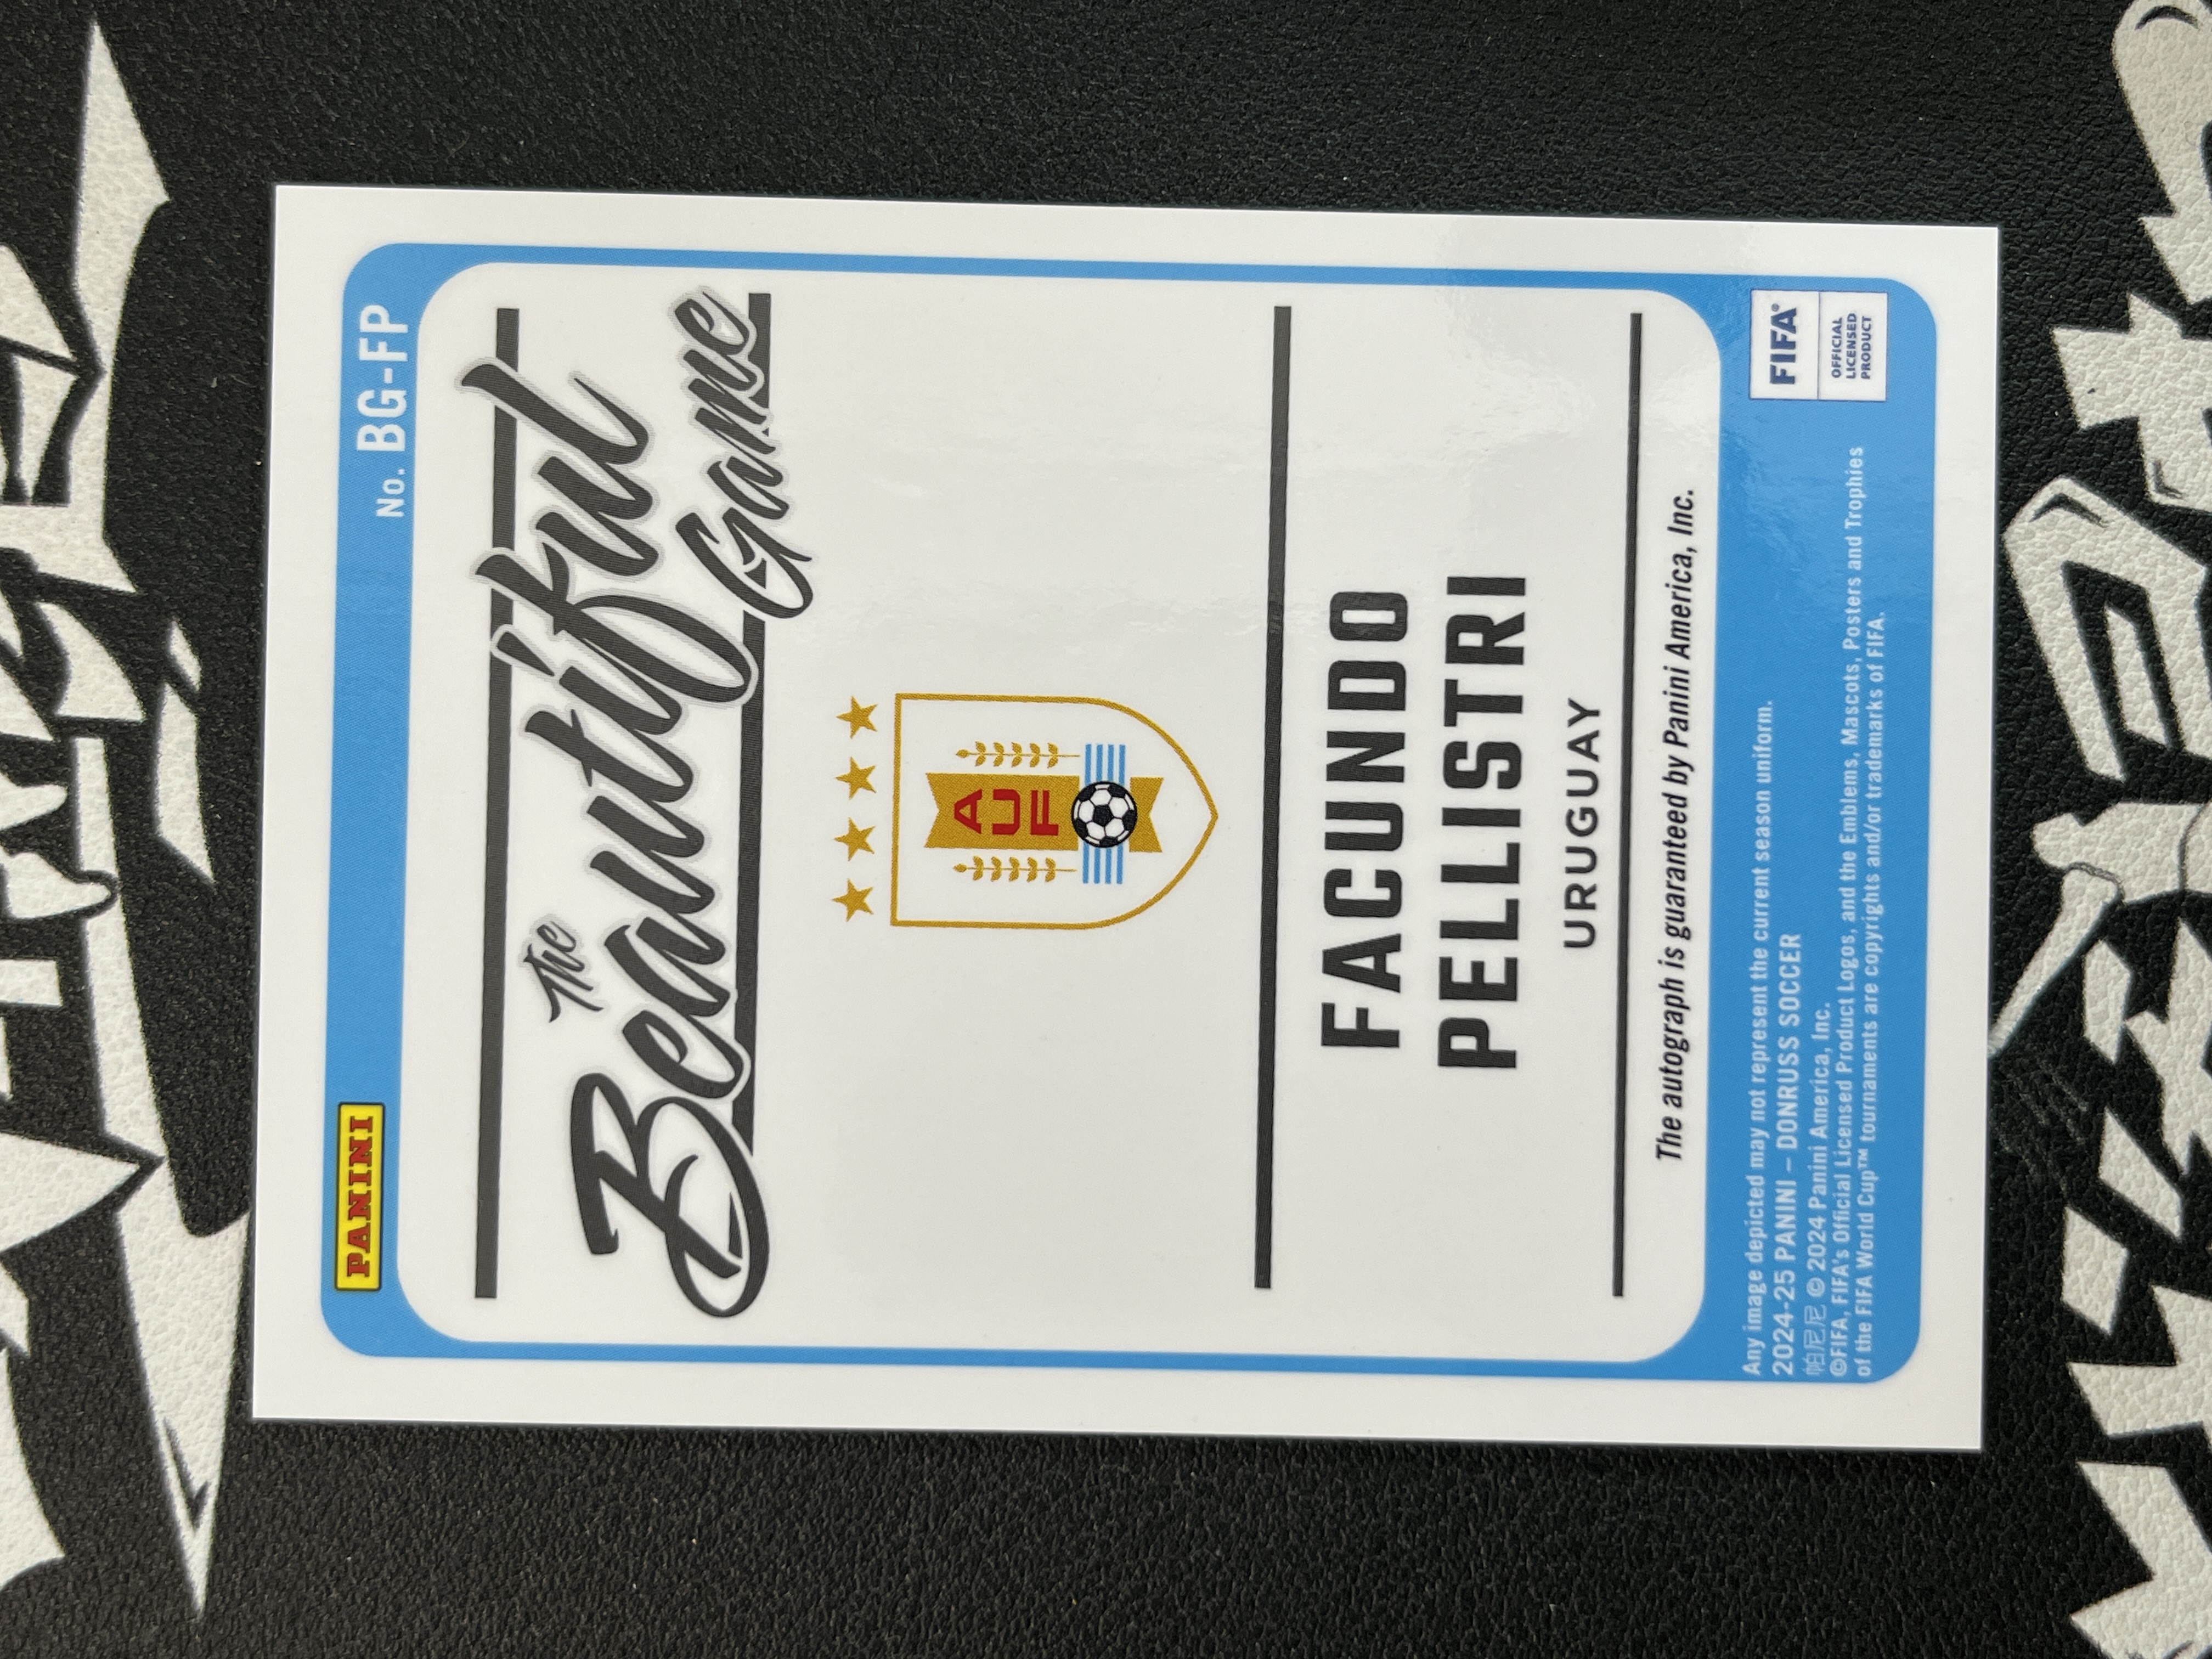 PANINI
No. BG-FP
The
Beautiful
Game
AUF
FACUNDO
PELLISTRI
URUGUAY
The autograph is guaranteed by Panini America, Inc.
Any image depicted may not represent the current season uniform.
2024-25 PANINI – DONRUSS SOCCER
帕尼尼 © 2024 Panini America, Inc.
©FIFA, FIFA's Official Licensed Product Logos, and the Emblems, Mascots, Posters and Trophies
of the FIFA World Cup™ tournaments are copyrights and/or trademarks of FIFA.
FIFA®
OFFICIAL
LICENSED
PRODUCT